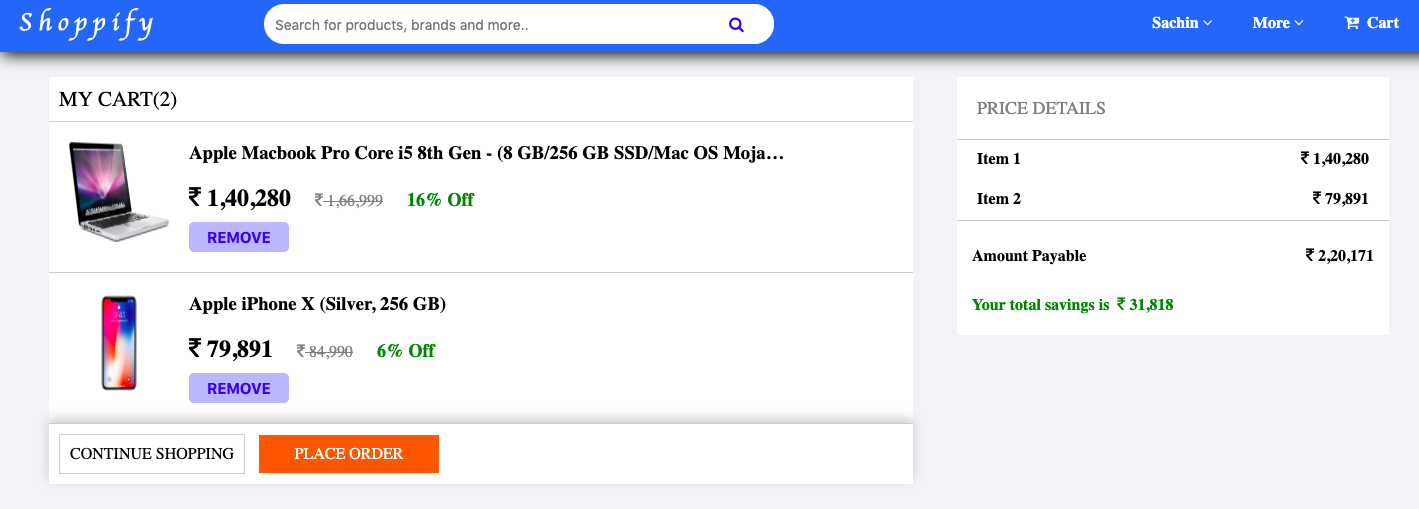 Shoppify
Search for products, brands and more..
Sachin
More
Cart
MY CART(2)
Apple Macbook Pro Core i5 8th Gen - (8 GB/256 GB SSD/Mac OS Moja...
₹ 1,40,280 ₹ 1,66,999 16% Off
REMOVE
Apple iPhone X (Silver, 256 GB)
₹ 79,891 ₹ 84,990 6% Off
REMOVE
CONTINUE SHOPPING
PLACE ORDER
PRICE DETAILS
Item 1 ₹ 1,40,280
Item 2 ₹ 79,891
Amount Payable ₹ 2,20,171
Your total savings is ₹ 31,818